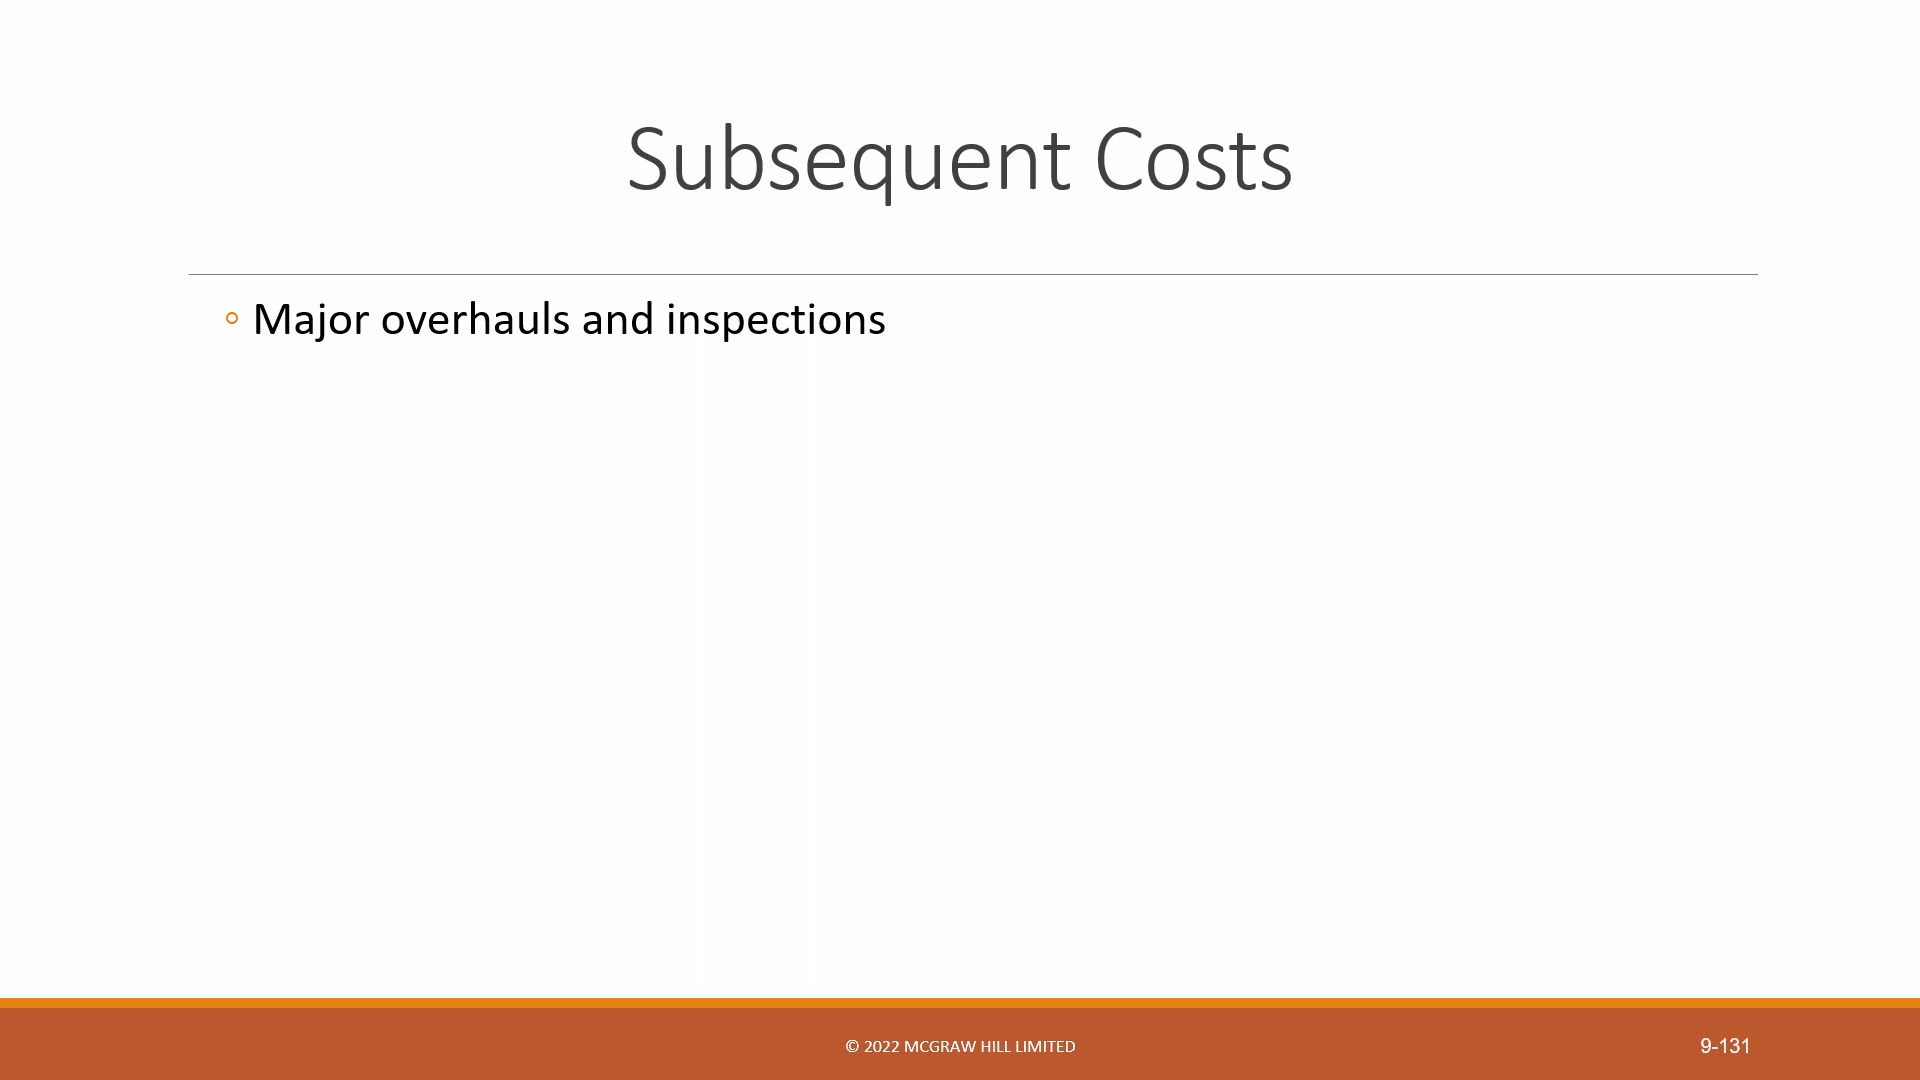 Subsequent Costs
◦ Major overhauls and inspections
© 2022 MCGRAW HILL LIMITED
9-131